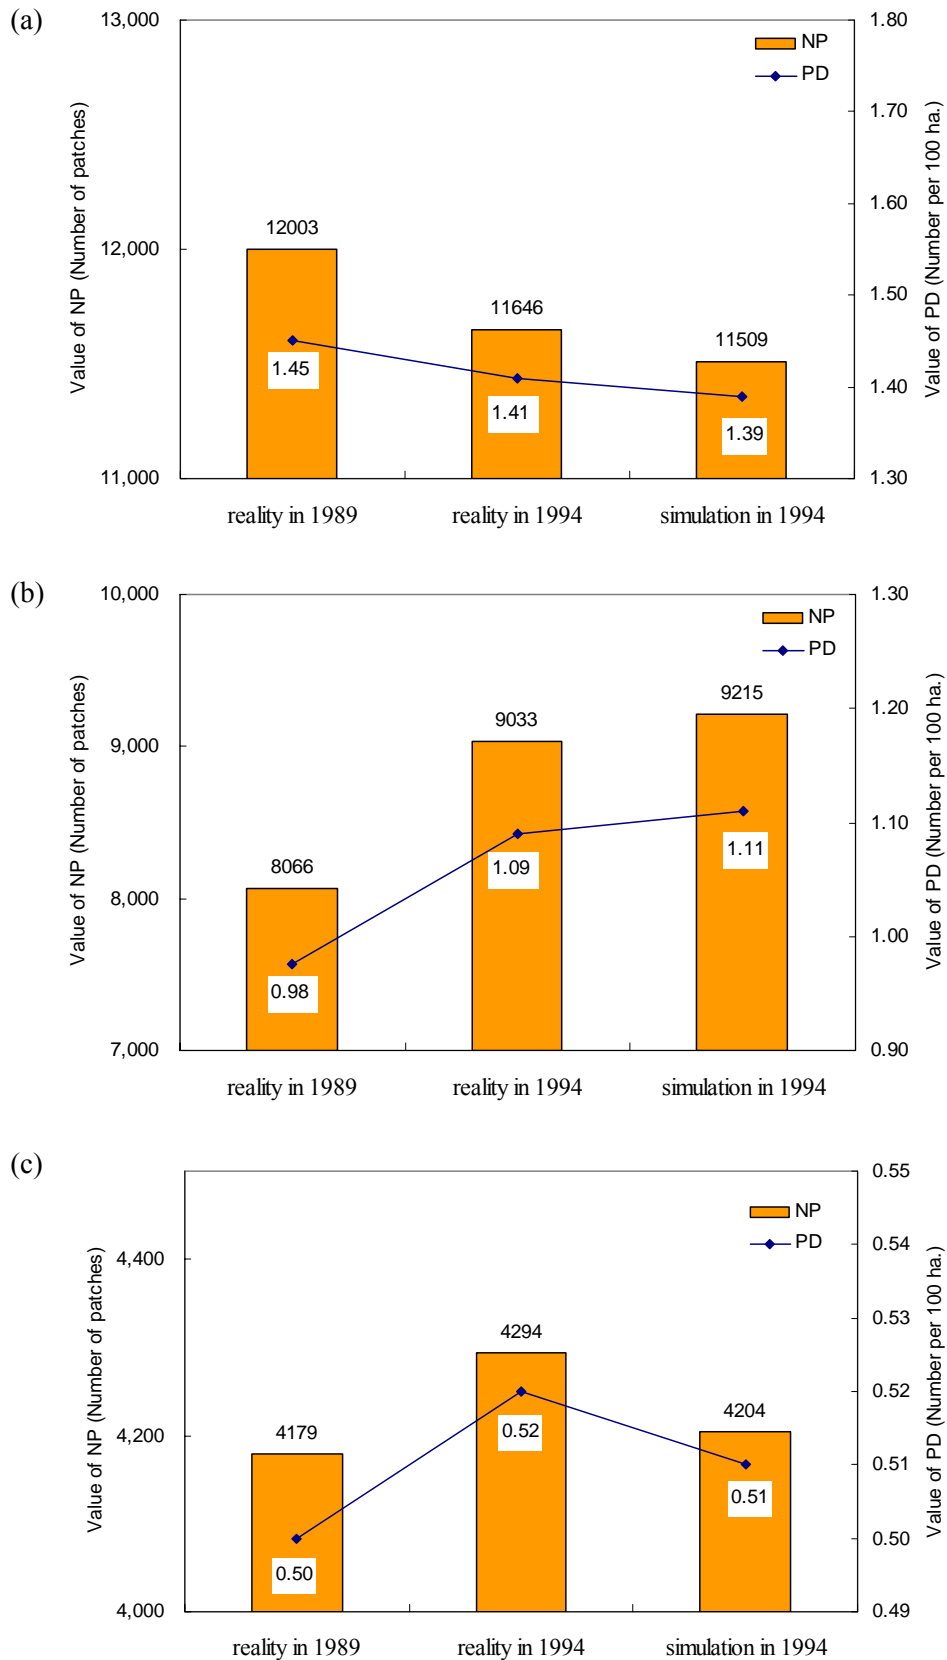 (a)
13,000
12,000
11,000
Value of NP (Number of patches)
12003
11646
11509
1.45
1.41
1.39
NP
PD
1.80
1.70
1.60
1.50
1.40
1.30
Value of PD (Number per 100 ha.)
reality in 1989
reality in 1994
simulation in 1994
(b)
10,000
9,000
8,000
7,000
Value of NP (Number of patches)
8066
9033
9215
0.98
1.09
1.11
NP
PD
1.30
1.20
1.10
1.00
0.90
Value of PD (Number per 100 ha.)
reality in 1989
reality in 1994
simulation in 1994
(c)
4,400
4,200
4,000
Value of NP (Number of patches)
4179
4294
4204
0.50
0.52
0.51
NP
PD
0.55
0.54
0.53
0.52
0.51
0.50
0.49
Value of PD (Number per 100 ha.)
reality in 1989
reality in 1994
simulation in 1994